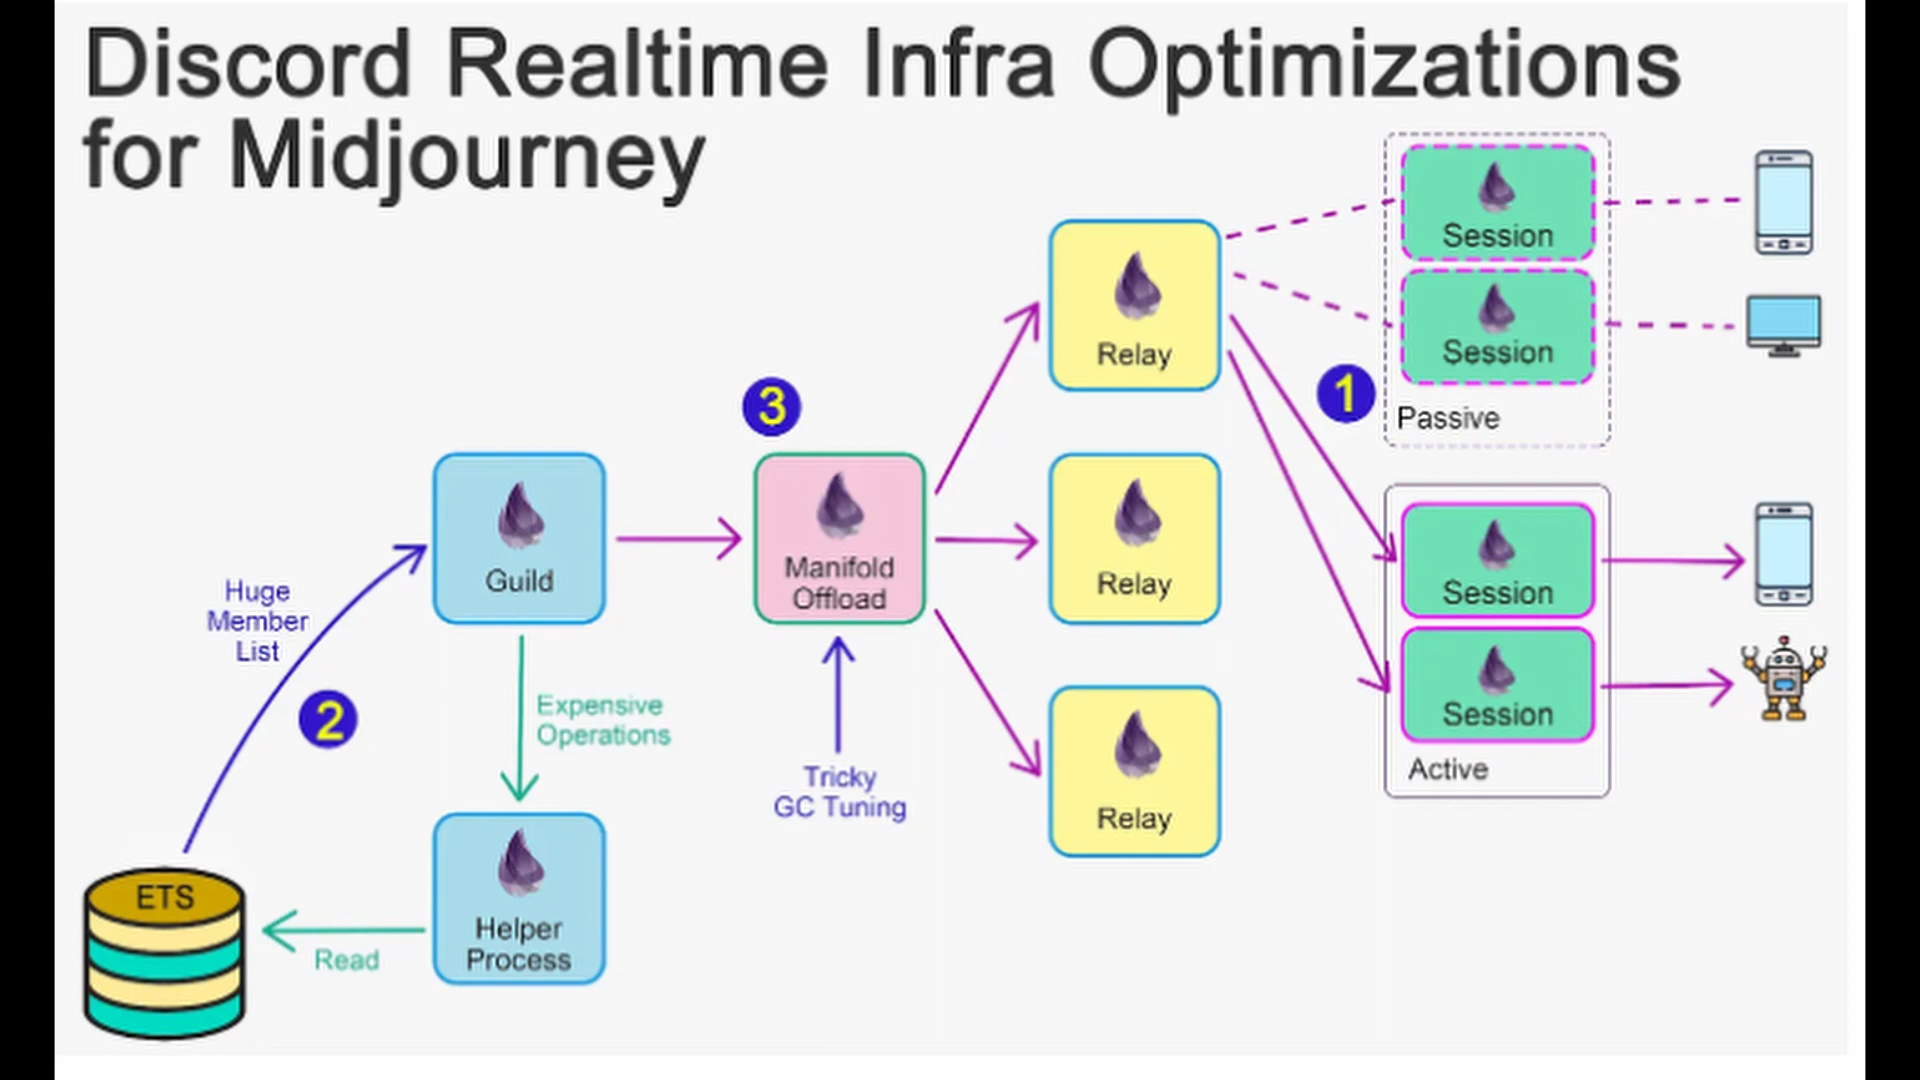 Discord Realtime Infra Optimizations
for Midjourney
Session
Session
Passive
Relay
1
3
Guild
Manifold
Offload
Relay
Session
Session
Active
Huge
Member
List
2
Expensive
Operations
Tricky
GC Tuning
Relay
ETS
Read
Helper
Process